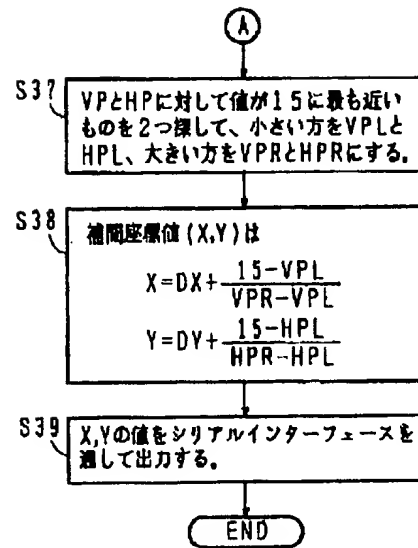 A
S37
VPとHPに対して値が15に最も近い
ものを2つ探して、小さい方をVPLと
HPL、大きい方をVPRとHPRにする。
S38
補間座標値(X,Y)は
X=DX+ 15-VPL
VPR-VPL
Y=DY+ 15-HPL
HPR-HPL
S39
X,Yの値をシリアルインターフェースを
通して出力する。
END